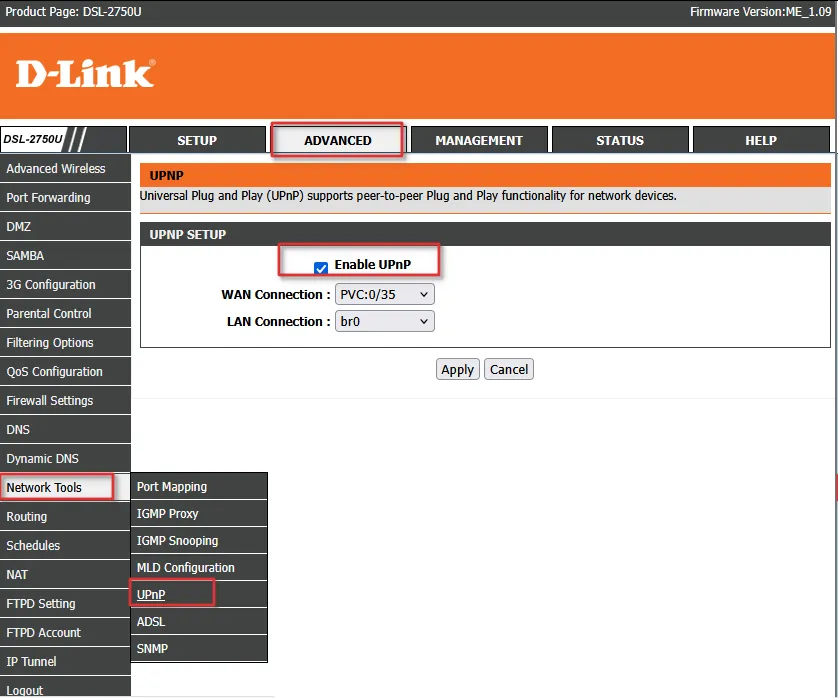 Product Page: DSL-2750U
Firmware Version:ME_1.09
D-Link®
DSL-2750U
SETUP
ADVANCED
MANAGEMENT
STATUS
HELP
Advanced Wireless
Port Forwarding
DMZ
SAMBA
3G Configuration
Parental Control
Filtering Options
QoS Configuration
Firewall Settings
DNS
Dynamic DNS
Network Tools
Routing
Schedules
NAT
FTPD Setting
FTPD Account
IP Tunnel
Logout
Port Mapping
IGMP Proxy
IGMP Snooping
MLD Configuration
UPnP
ADSL
SNMP
UPNP
Universal Plug and Play (UPnP) supports peer-to-peer Plug and Play functionality for network devices.
UPNP SETUP
Enable UPnP
WAN Connection : PVC:0/35
LAN Connection : br0
Apply Cancel